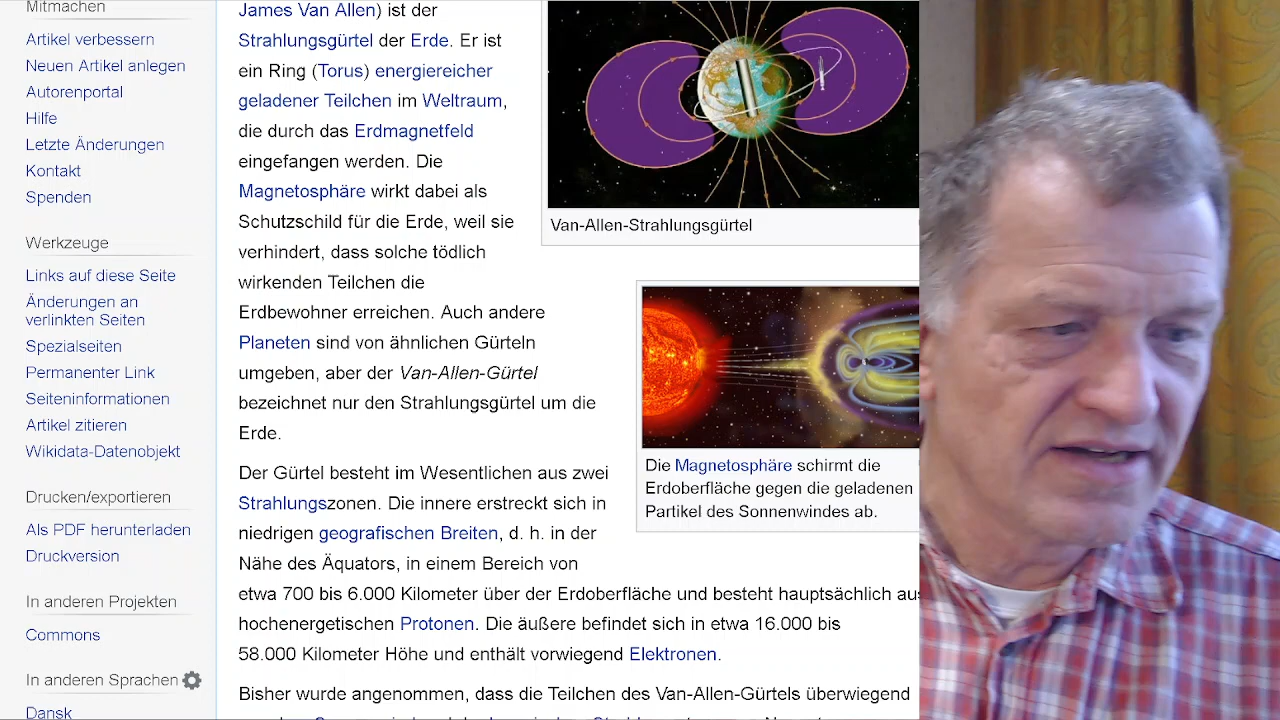 Mitmachen
Artikel verbessern
Neuen Artikel anlegen
Autorenportal
Hilfe
Letzte Änderungen
Kontakt
Spenden
Werkzeuge
Links auf diese Seite
Änderungen an
verlinkten Seiten
Spezialseiten
Permanenter Link
Seiteninformationen
Artikel zitieren
Wikidata-Datenobjekt
Drucken/exportieren
Als PDF herunterladen
Druckversion
In anderen Projekten
Commons
In anderen Sprachen
Dansk
James Van Allen) ist der
Strahlungsgürtel der Erde. Er ist
ein Ring (Torus) energiereicher
geladener Teilchen im Weltraum,
die durch das Erdmagnetfeld
eingefangen werden. Die
Magnetosphäre wirkt dabei als
Schutzschild für die Erde, weil sie
verhindert, dass solche tödlich
wirkenden Teilchen die
Erdbewohner erreichen. Auch andere
Planeten sind von ähnlichen Gürteln
umgeben, aber der Van-Allen-Gürtel
bezeichnet nur den Strahlungsgürtel um die
Erde.
Der Gürtel besteht im Wesentlichen aus zwei
Strahlungszonen. Die innere erstreckt sich in
niedrigen geografischen Breiten, d. h. in der
Nähe des Äquators, in einem Bereich von
etwa 700 bis 6.000 Kilometer über der Erdoberfläche und besteht hauptsächlich aus
hochenergetischen Protonen. Die äußere befindet sich in etwa 16.000 bis
58.000 Kilometer Höhe und enthält vorwiegend Elektronen.
Bisher wurde angenommen, dass die Teilchen des Van-Allen-Gürtels überwiegend
Van-Allen-Strahlungsgürtel
Die Magnetosphäre schirmt die
Erdoberfläche gegen die geladenen
Partikel des Sonnenwindes ab.